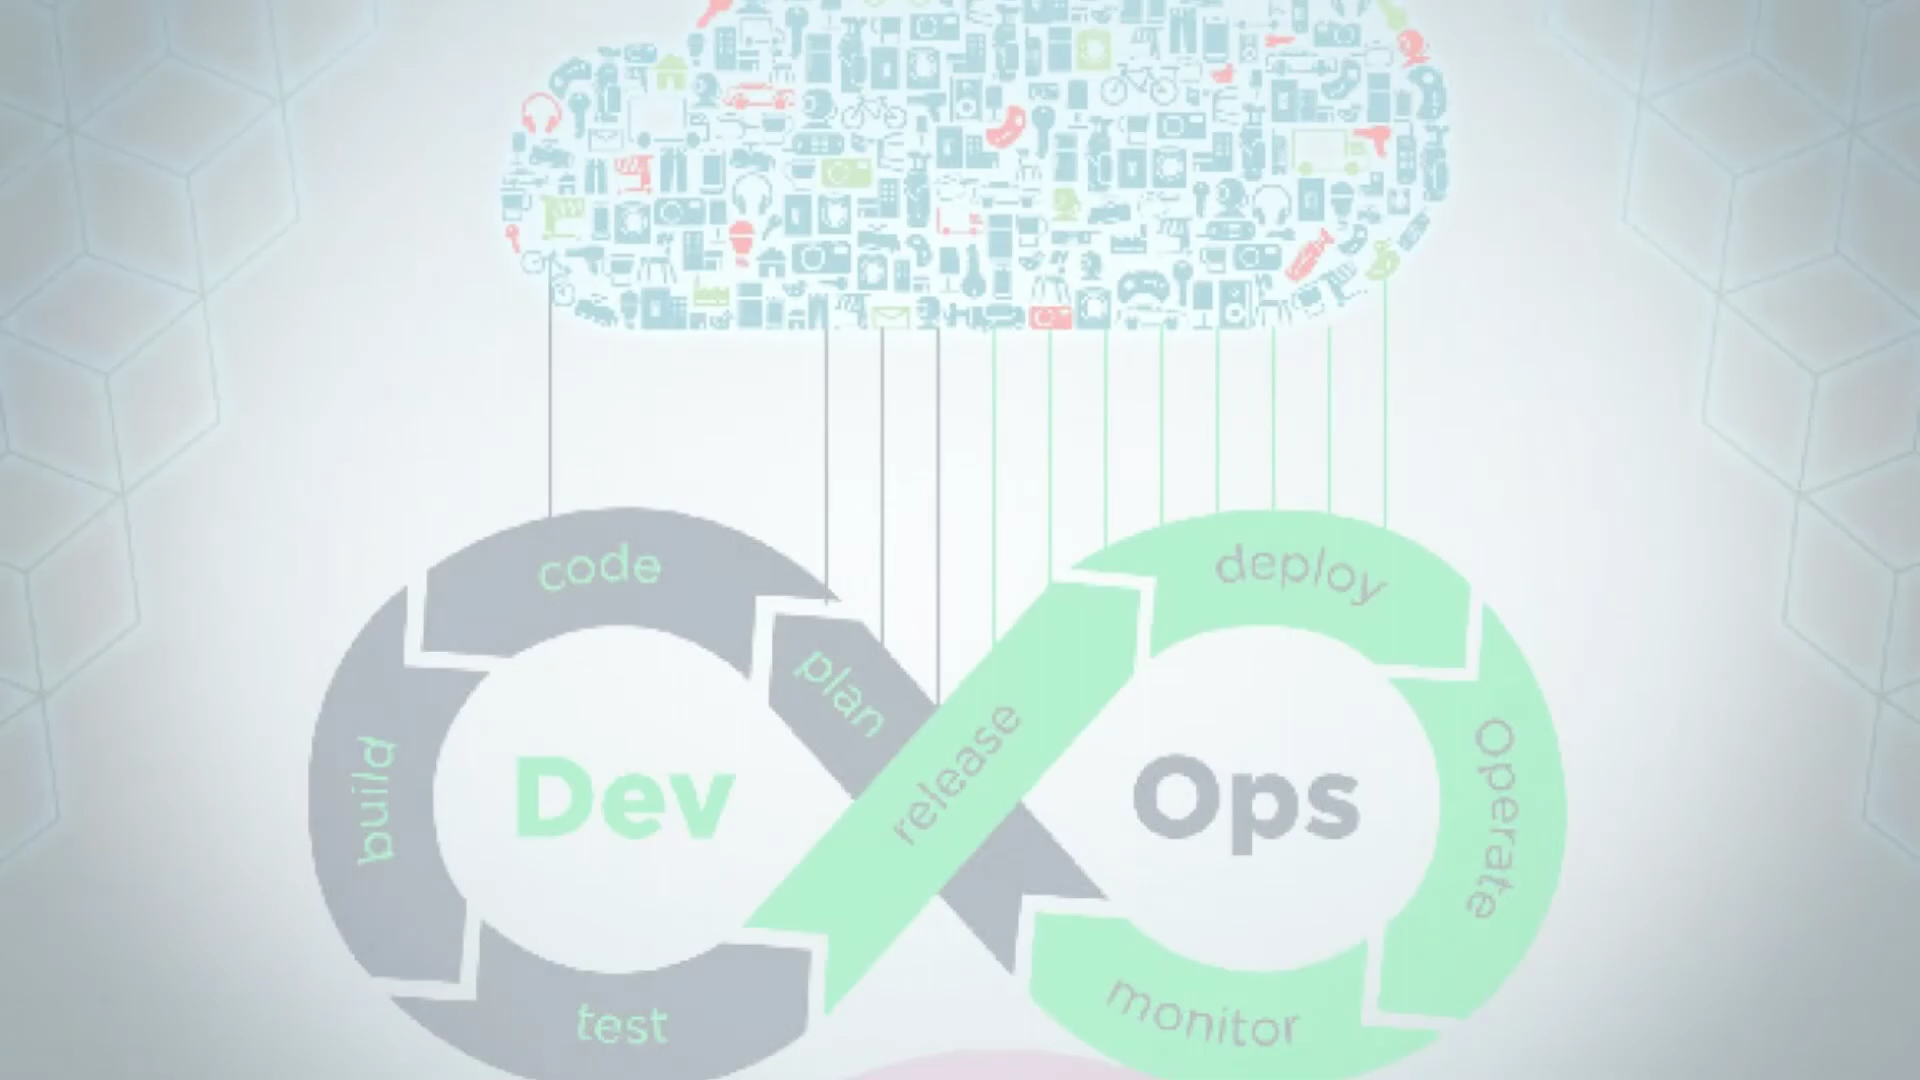 code
deploy
plan
release
build
Dev
Ops
Operate
test
monitor